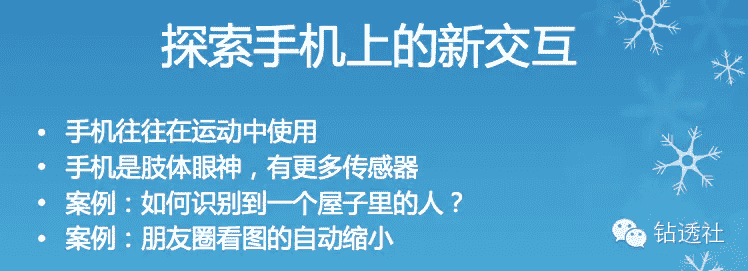 探索手机上的新交互
• 手机往往在运动中使用
• 手机是肢体眼神，有更多传感器
• 案例：如何识别到一个屋子里的人？
• 案例：朋友圈看图的自动缩小
钻透社